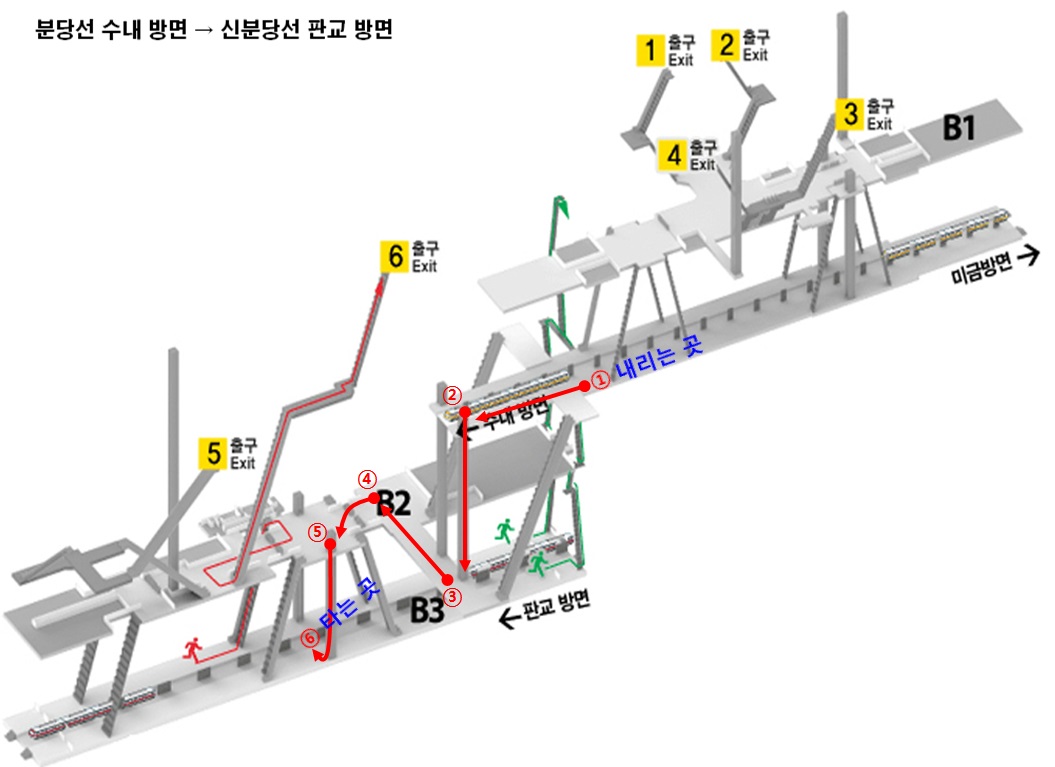 분당선 수내 방면 → 신분당선 판교 방면
1 출구
Exit
2 출구
Exit
3 출구
Exit
4 출구
Exit
B1
6 출구
Exit
미금방면 →
① 내리는 곳
②
← 수내 방면
5 출구
Exit
④
B2
⑤
③
타는 곳
B3
← 판교 방면
⑥